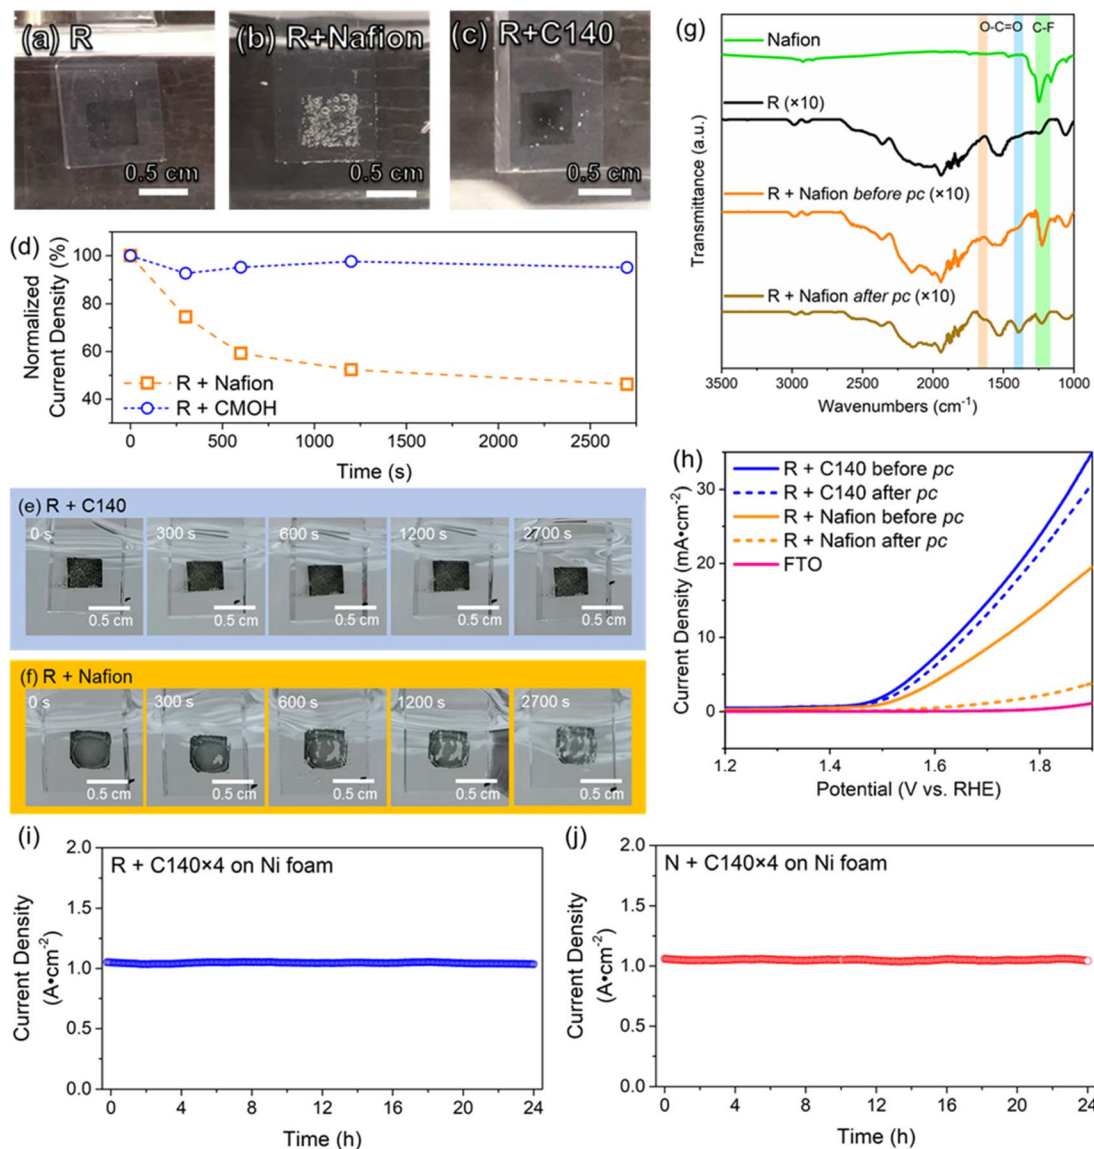 (a) R
0.5 cm
(b) R+Nafion
0.5 cm
(c) R+C140
0.5 cm
(d)
Normalized
Current Density (%)
100
80
60
40
R + Nafion
R + CMOH
0
500
1000
1500
2000
2500
Time (s)
(e) R + C140
0 s
300 s
600 s
1200 s
2700 s
0.5 cm
0.5 cm
0.5 cm
0.5 cm
0.5 cm
(f) R + Nafion
0 s
300 s
600 s
1200 s
2700 s
0.5 cm
0.5 cm
0.5 cm
0.5 cm
0.5 cm
(g)
O-C=O
C-F
Nafion
R (×10)
R + Nafion before pc (×10)
R + Nafion after pc (×10)
Transmittance (a.u.)
3500
3000
2500
2000
1500
1000
Wavenumbers (cm⁻¹)
(h)
R + C140 before pc
R + C140 after pc
R + Nafion before pc
R + Nafion after pc
FTO
Current Density (mA•cm⁻²)
30
20
10
0
1.2
1.4
1.6
1.8
Potential (V vs. RHE)
(i)
R + C140×4 on Ni foam
Current Density
(A•cm⁻²)
2.0
1.5
1.0
0.5
0.0
0
4
8
12
16
20
24
Time (h)
(j)
N + C140×4 on Ni foam
Current Density
(A•cm⁻²)
2.0
1.5
1.0
0.5
0.0
0
4
8
12
16
20
24
Time (h)